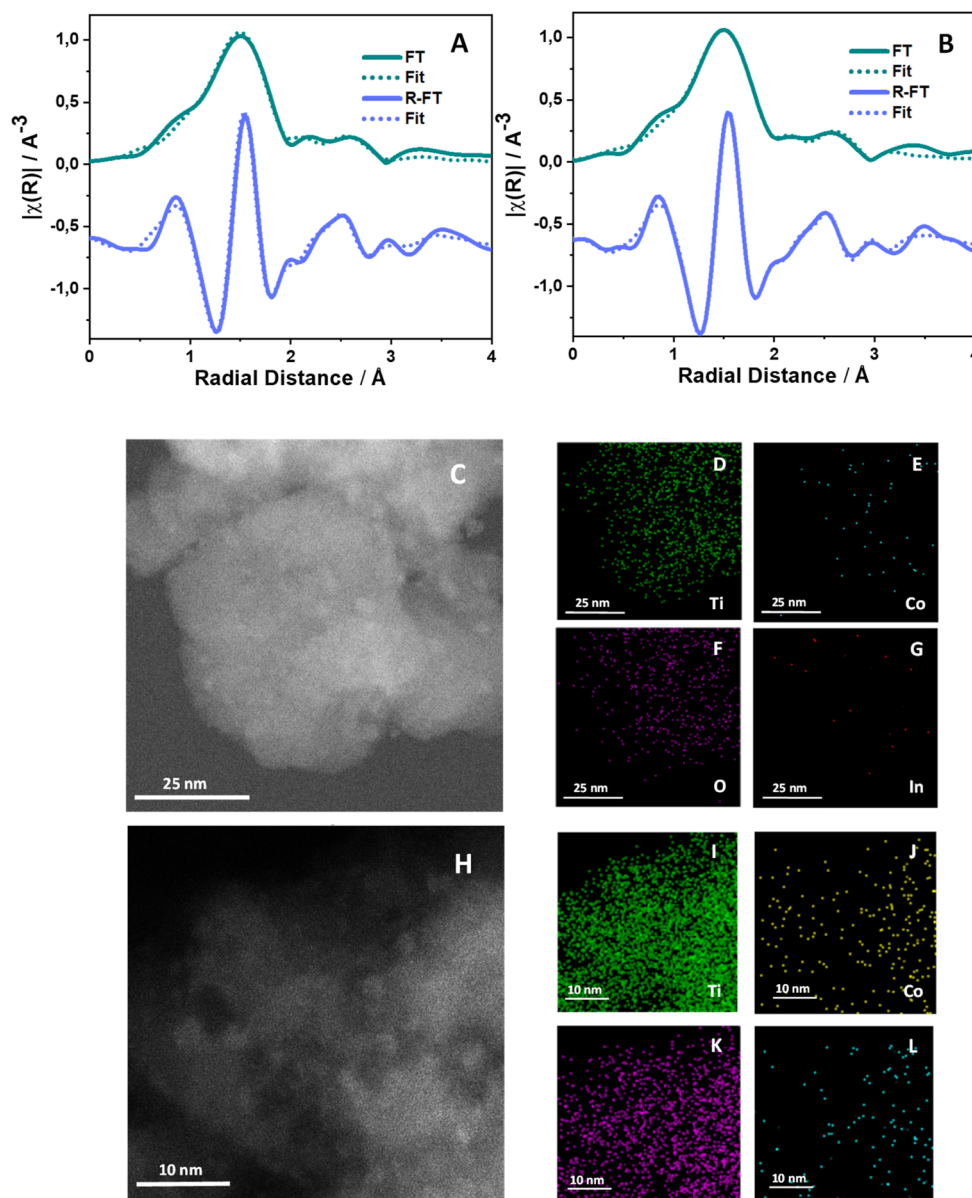 A
FT
Fit
R-FT
Fit
1,0
0,5
0,0
-0,5
-1,0
|χ(R)| / A⁻³
0 1 2 3 4
Radial Distance / Å
B
FT
Fit
R-FT
Fit
1,0
0,5
0,0
-0,5
-1,0
|χ(R)| / A⁻³
0 1 2 3 4
Radial Distance / Å
C
25 nm
D
25 nm
Ti
E
25 nm
Co
F
25 nm
O
G
25 nm
In
H
10 nm
I
10 nm
Ti
J
10 nm
Co
K
10 nm
L
10 nm